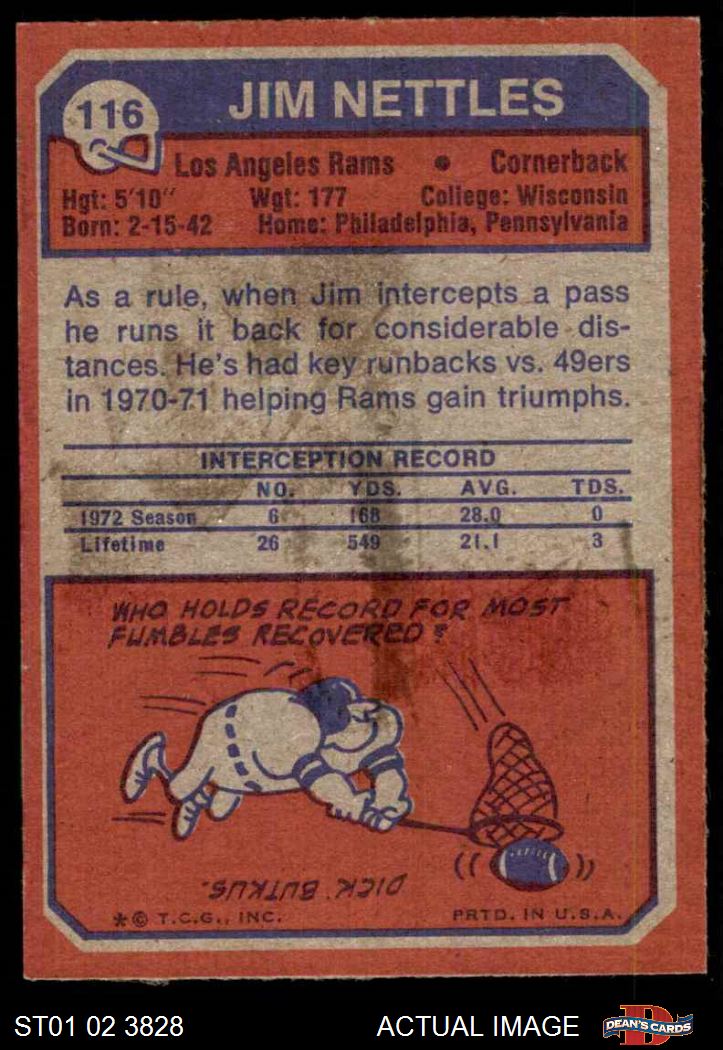 116
JIM NETTLES
Los Angeles Rams • Cornerback
Hgt: 5'10" Wgt: 177 College: Wisconsin
Born: 2-15-42 Home: Philadelphia, Pennsylvania
As a rule, when Jim intercepts a pass
he runs it back for considerable dis-
tances. He's had key runbacks vs. 49ers
in 1970-71 helping Rams gain triumphs.
INTERCEPTION RECORD
NO. YDS. AVG. TDS.
1972 Season 6 168 28.0 0
Lifetime 26 549 21.1 3
WHO HOLDS RECORD FOR MOST
FUMBLES RECOVERED?
DICK BUTKUS.
* © T.C.G., INC. PRTD. IN U.S.A.
ST01 02 3828 ACTUAL IMAGE
D
DEAN'S CARDS